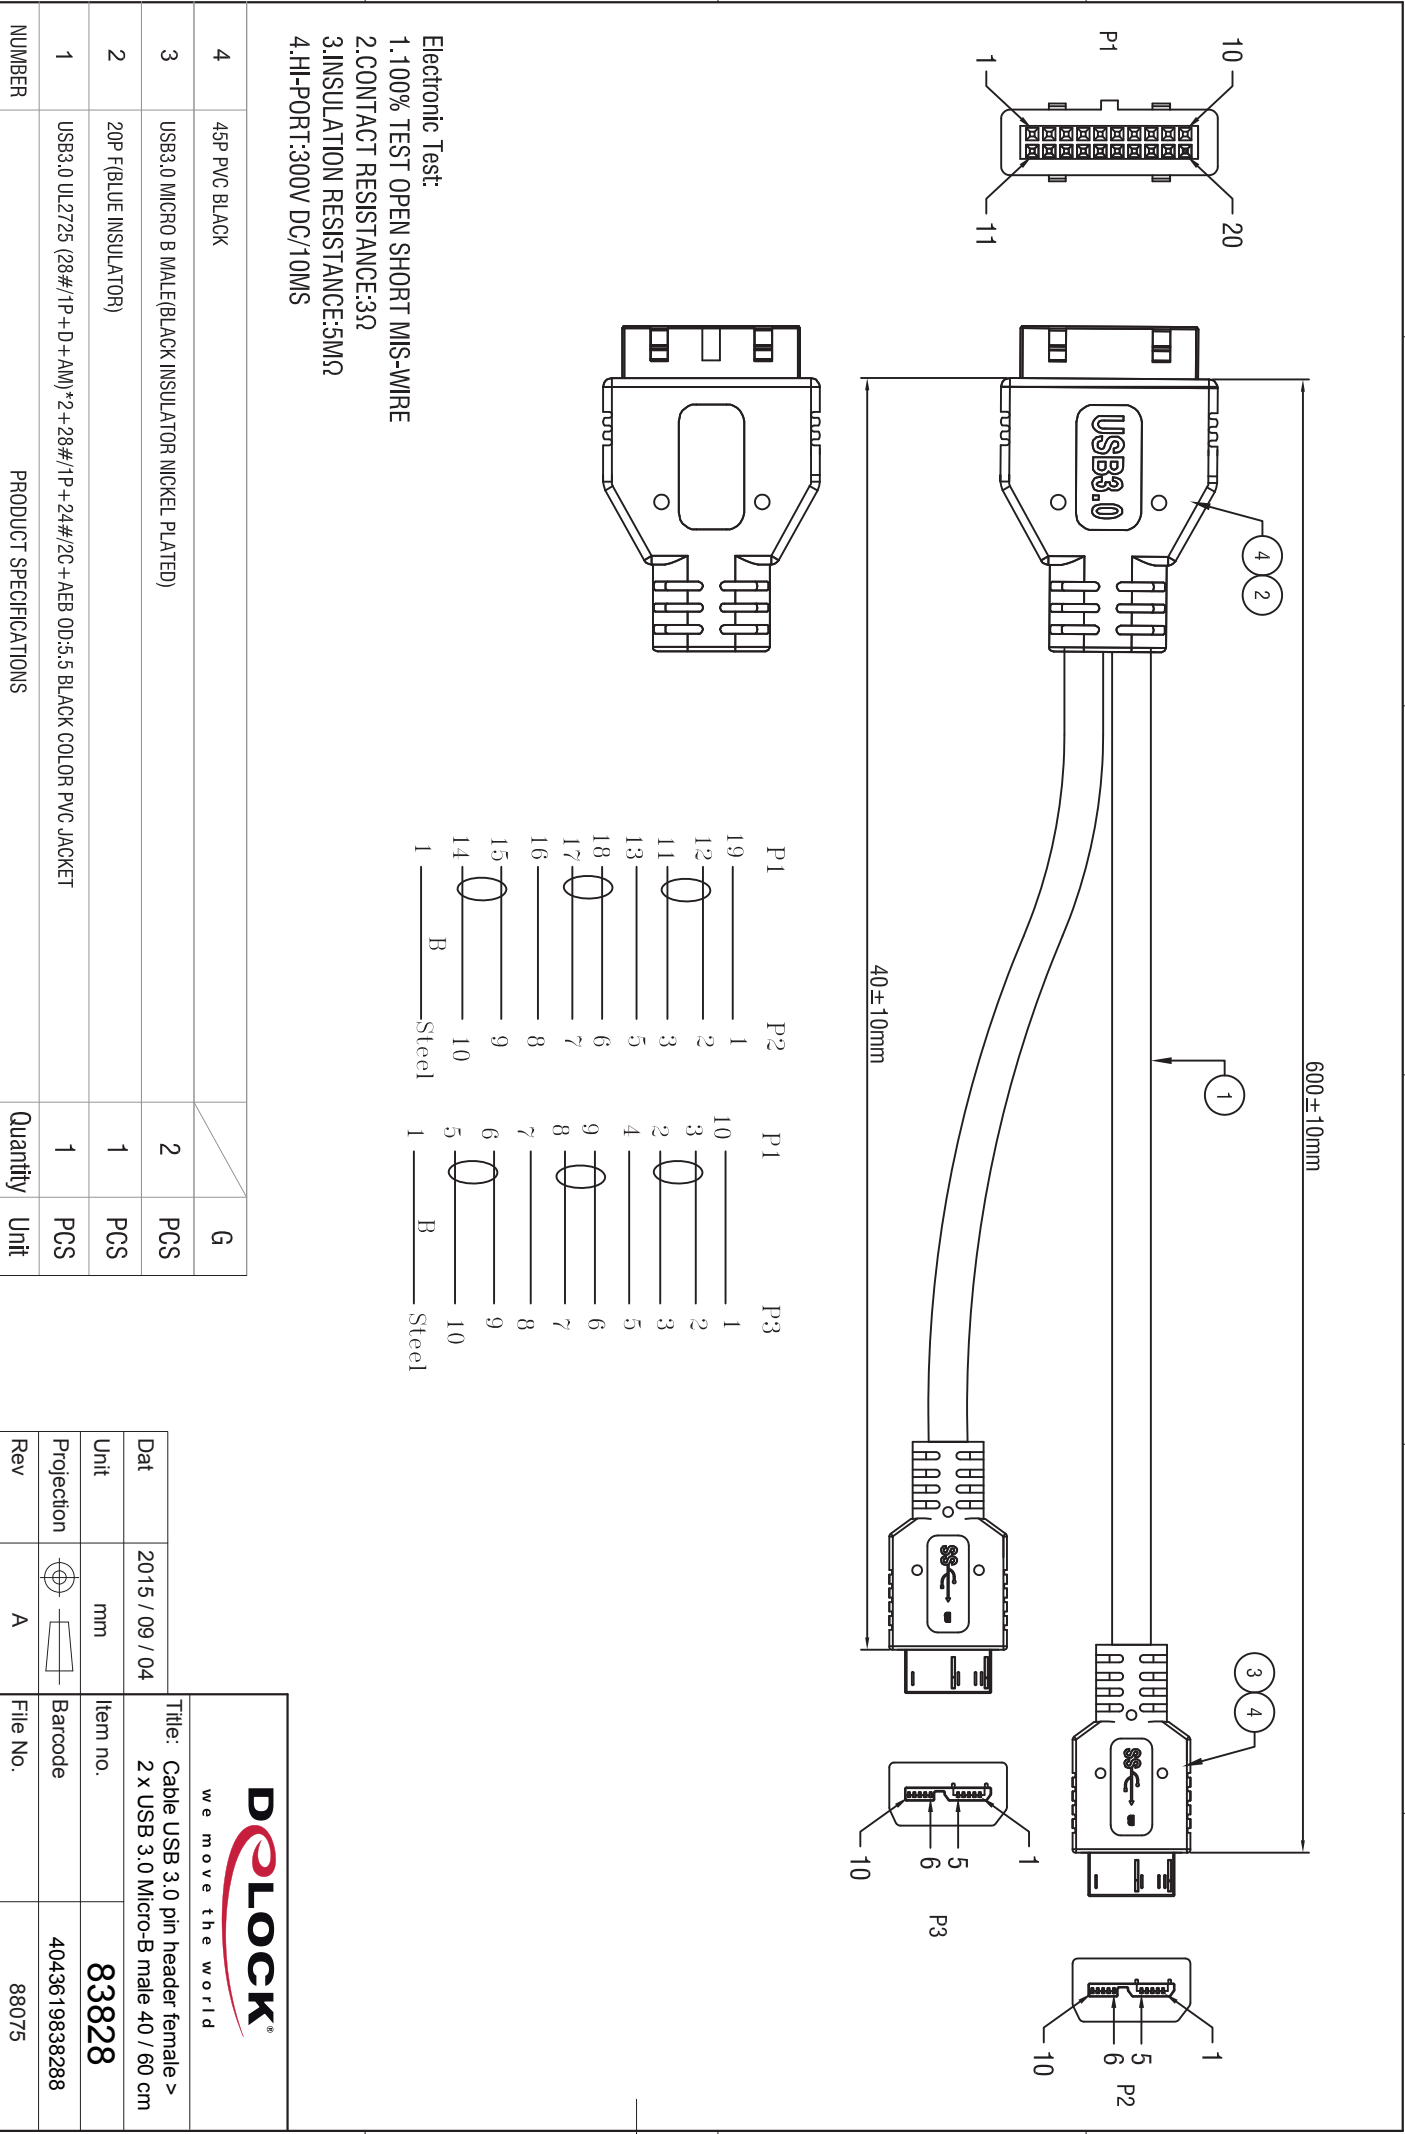 10
20
P1
1
11
USB3.0
4
2
600±10mm
1
40±10mm
3
4
SS
B
SS
B
1
5
6
10
P3
1
5
6
10
P2
P1 P2
19 1
12 2
11 3
13 5
18 6
17 7
16 8
15 9
14 10
B
1 Steel
P1 P3
10 1
3 2
2 3
4 5
9 6
8 7
7 8
6 9
5 10
B
1 Steel
Electronic Test:
1.100% TEST OPEN SHORT MIS-WIRE
2.CONTACT RESISTANCE:3Ω
3.INSULATION RESISTANCE:5MΩ
4.HI-PORT:300V DC/10MS
4 45P PVC BLACK G
3 USB3.0 MICRO B MALE(BLACK INSULATOR NICKEL PLATED) 2 PCS
2 20P F(BLUE INSULATOR) 1 PCS
1 USB3.0 UL2725 (28#/1P+D+AM)*2+28#/1P+24#/2C+AEB OD:5.5 BLACK COLOR PVC JACKET 1 PCS
NUMBER PRODUCT SPECIFICATIONS Quantity Unit
DELOCK®
we move the world
Dat 2015 / 09 / 04
Title: Cable USB 3.0 pin header female >
2 x USB 3.0 Micro-B male 40 / 60 cm
Unit mm Item no. 83828
Projection Barcode 4043619838288
Rev A File No. 88075